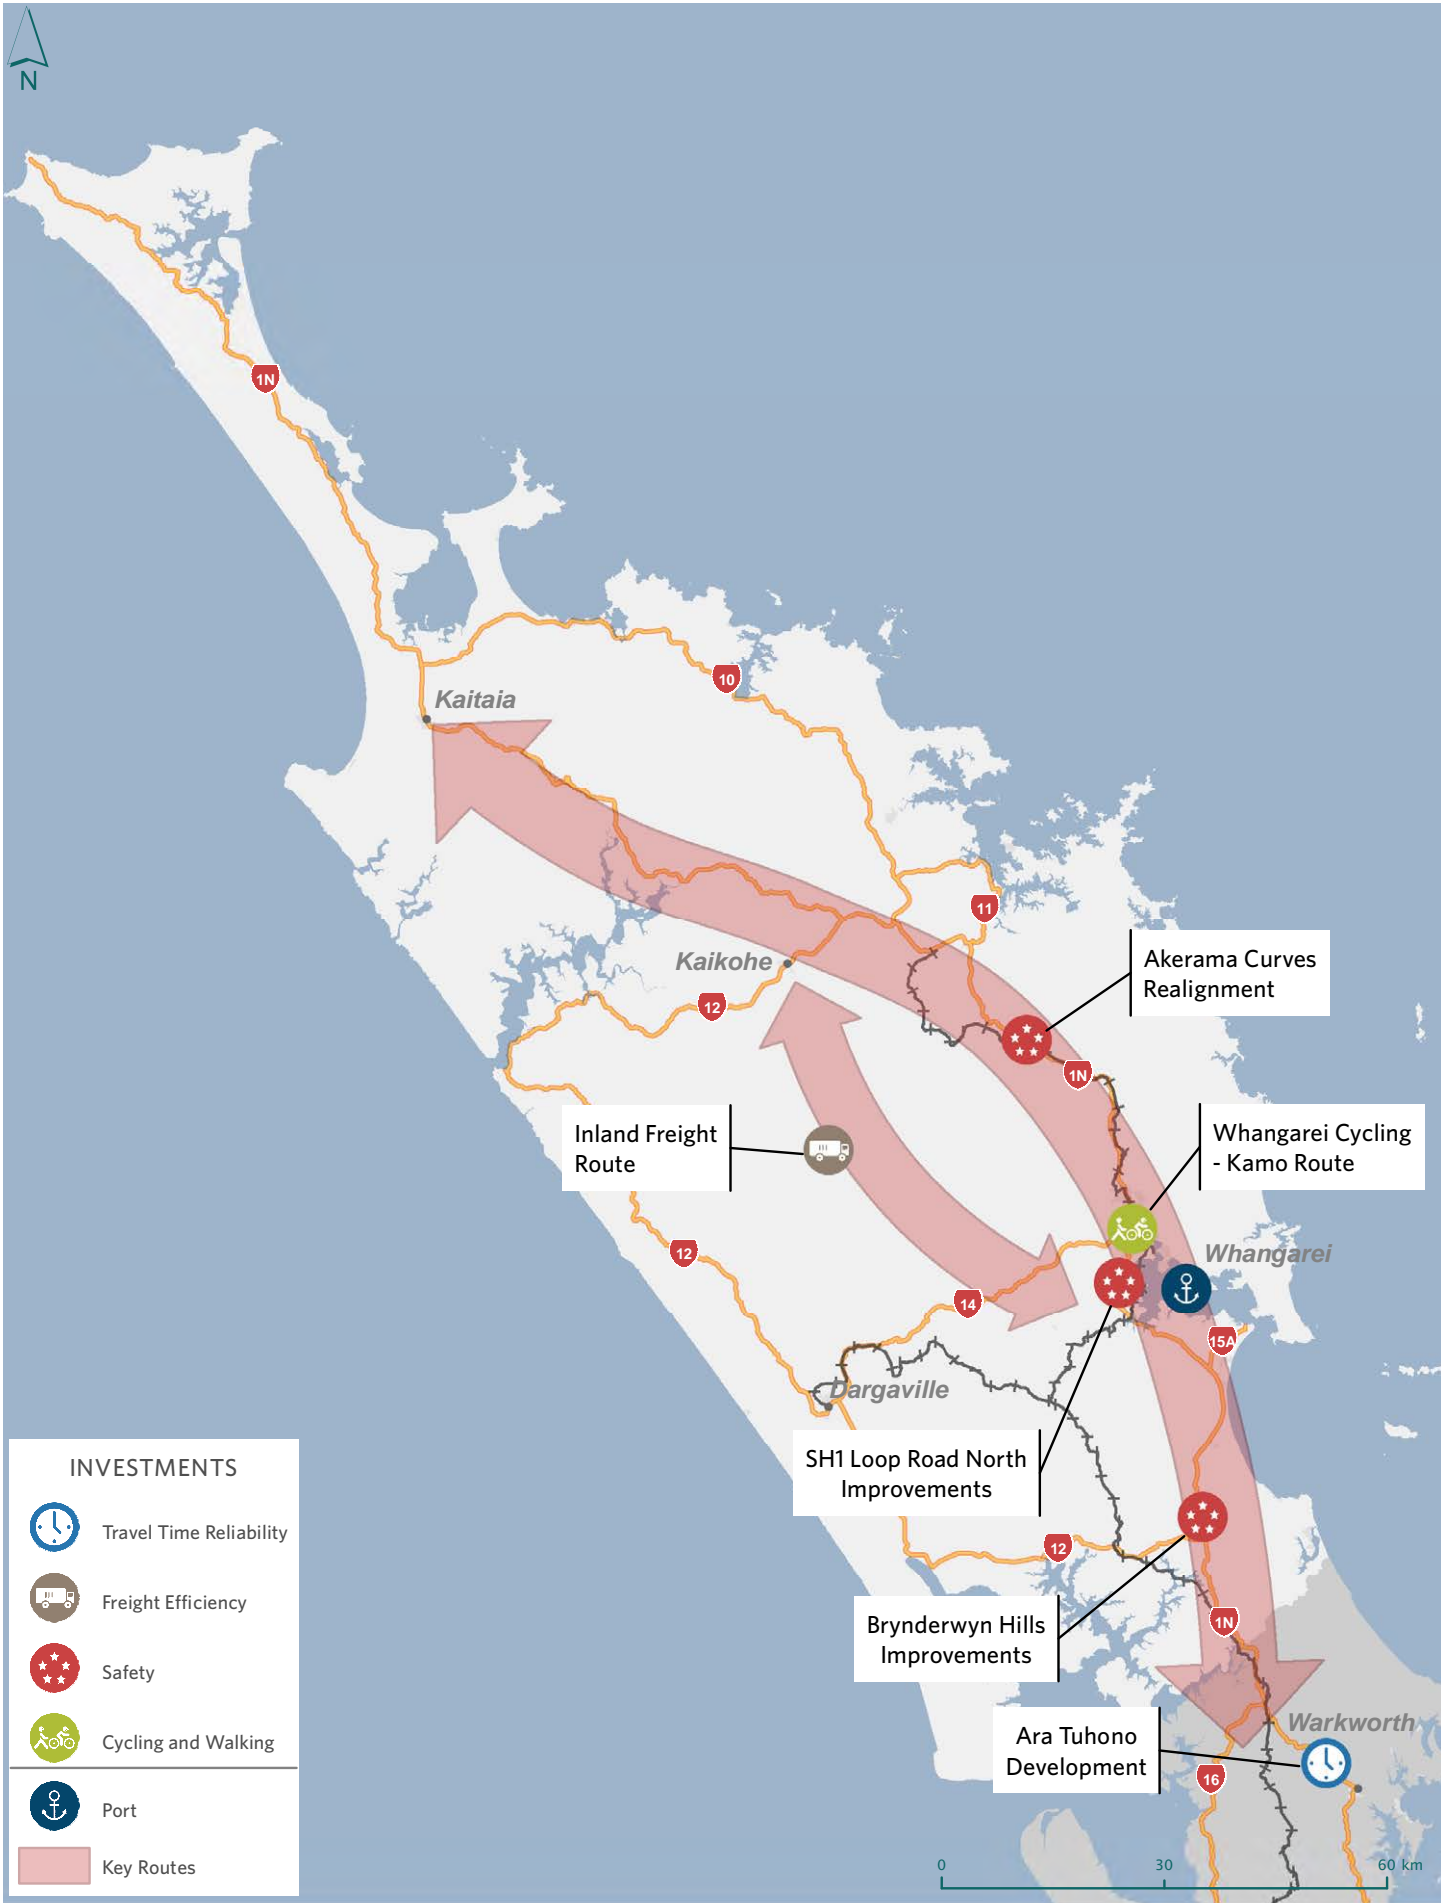 N
1N
10
Kaitaia
11
Kaikohe
12
Akerama Curves
Realignment
1N
Inland Freight
Route
Whangarei Cycling
- Kamo Route
12
Whangarei
14
15A
Dargaville
SH1 Loop Road North
Improvements
12
Brynderwyn Hills
Improvements
1N
Ara Tuhono
Development
Warkworth
16
INVESTMENTS
Travel Time Reliability
Freight Efficiency
Safety
Cycling and Walking
Port
Key Routes
0 30 60 km